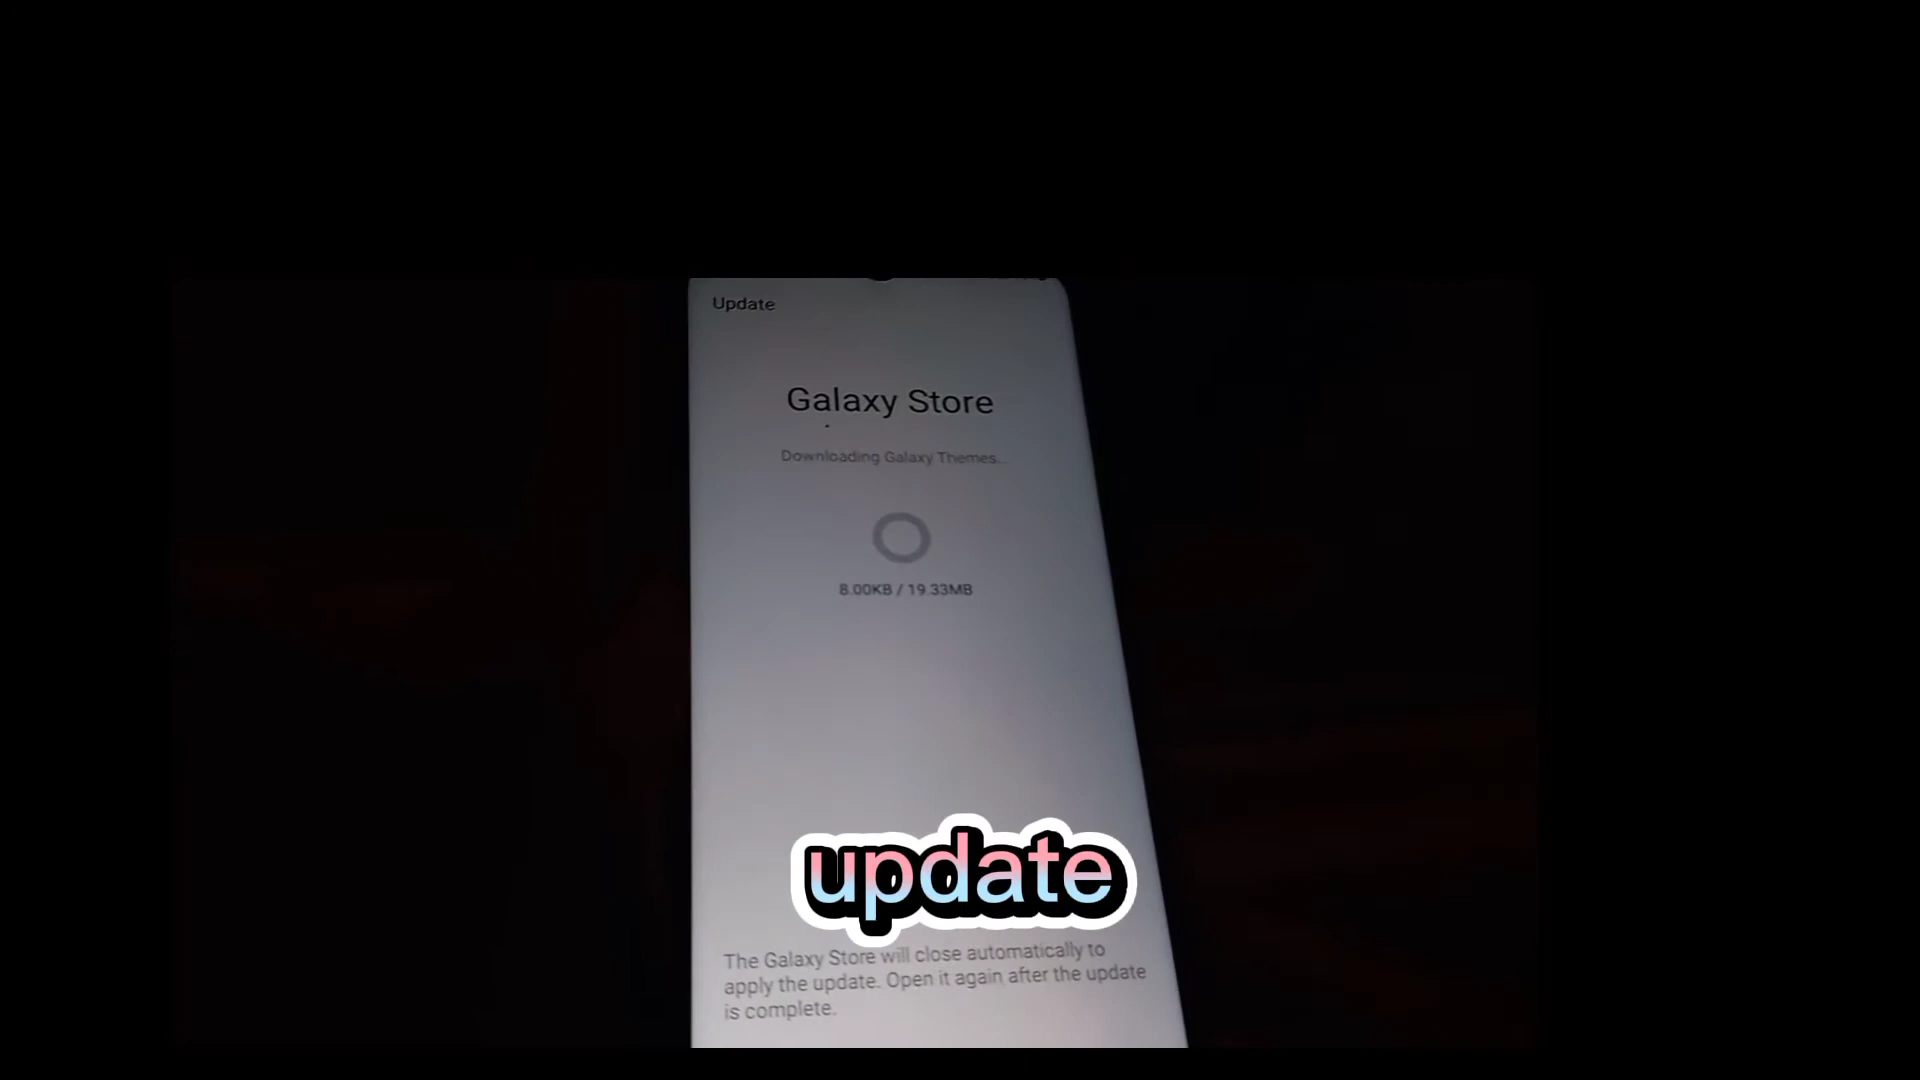 Update
Galaxy Store
Downloading Galaxy Themes...
8.00KB / 19.33MB
update
The Galaxy Store will close automatically to
apply the update. Open it again after the update
is complete.